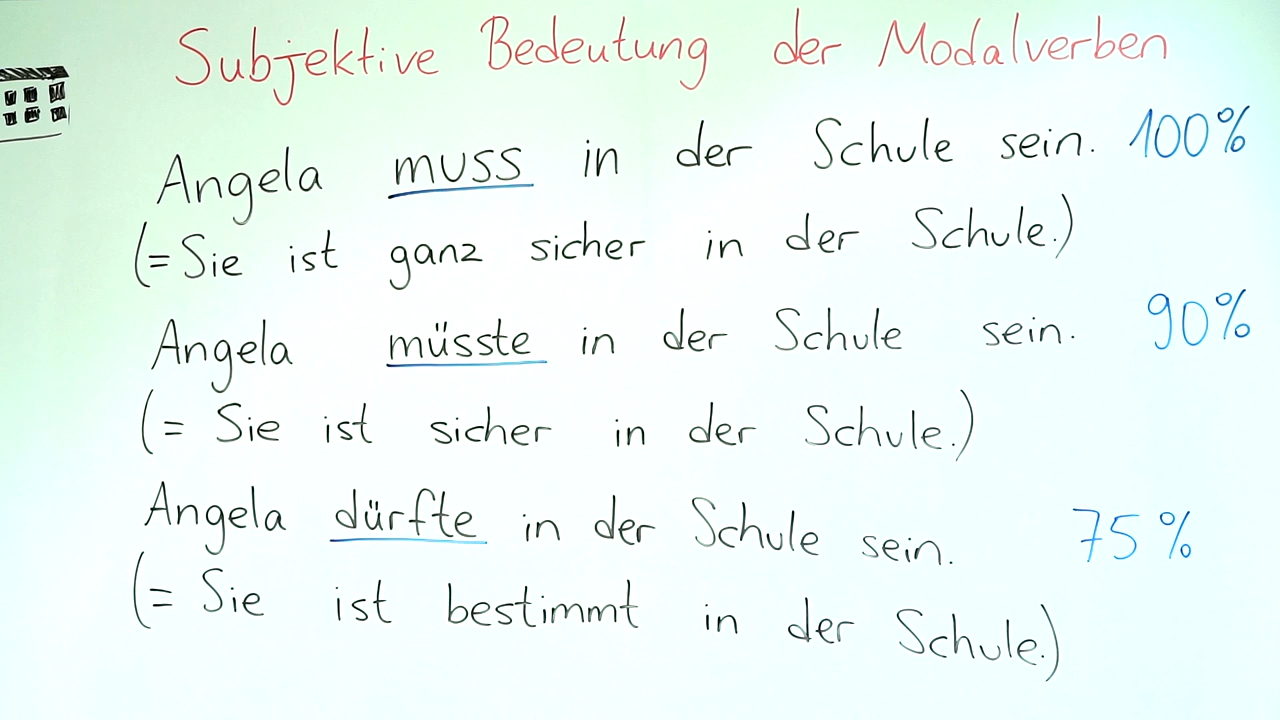 Subjektive Bedeutung der Modalverben
Angela muss in der Schule sein. 100%
(= Sie ist ganz sicher in der Schule.)
Angela müsste in der Schule sein. 90%
(= Sie ist sicher in der Schule.)
Angela dürfte in der Schule sein. 75%
(= Sie ist bestimmt in der Schule.)